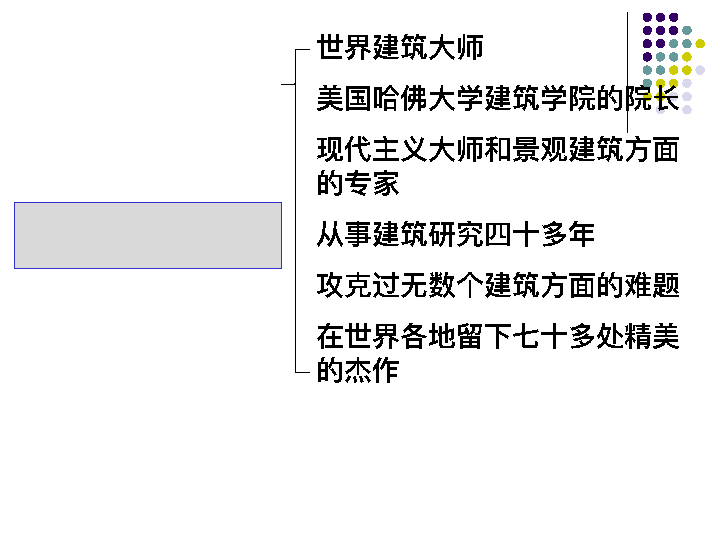 世界建筑大师
美国哈佛大学建筑学院的院长
现代主义大师和景观建筑方面
的专家
从事建筑研究四十多年
攻克过无数个建筑方面的难题
在世界各地留下七十多处精美
的杰作